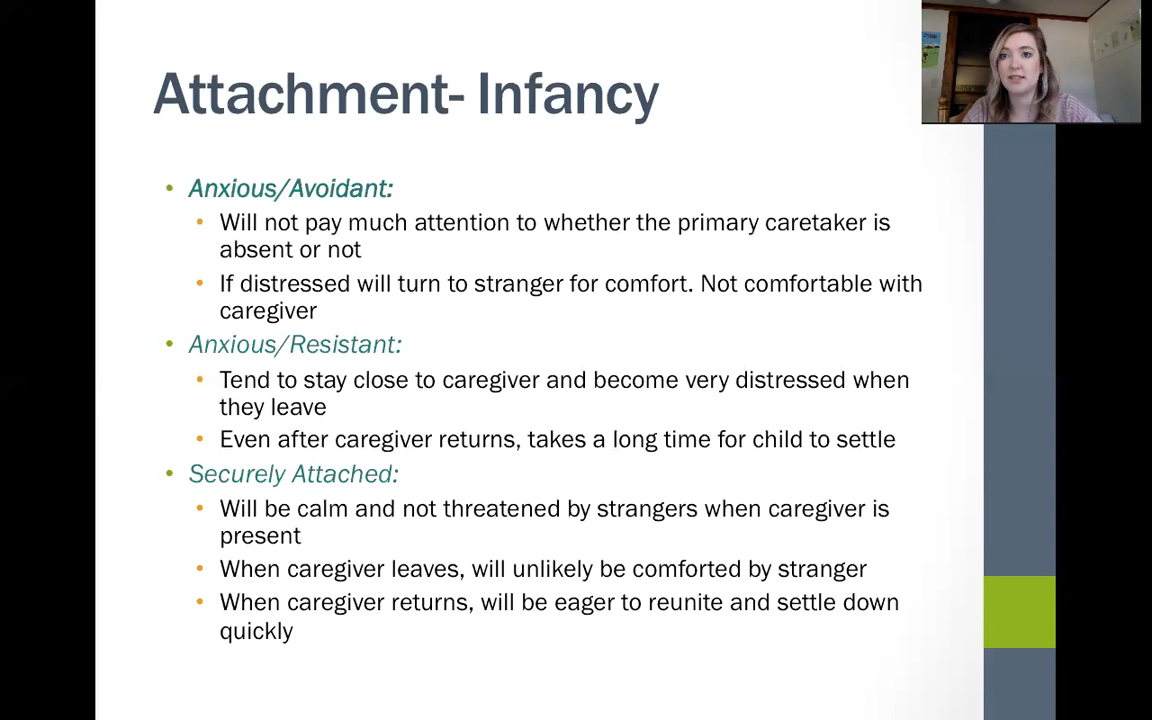 Attachment- Infancy
• Anxious/Avoidant:
• Will not pay much attention to whether the primary caretaker is
absent or not
• If distressed will turn to stranger for comfort. Not comfortable with
caregiver
• Anxious/Resistant:
• Tend to stay close to caregiver and become very distressed when
they leave
• Even after caregiver returns, takes a long time for child to settle
• Securely Attached:
• Will be calm and not threatened by strangers when caregiver is
present
• When caregiver leaves, will unlikely be comforted by stranger
• When caregiver returns, will be eager to reunite and settle down
quickly